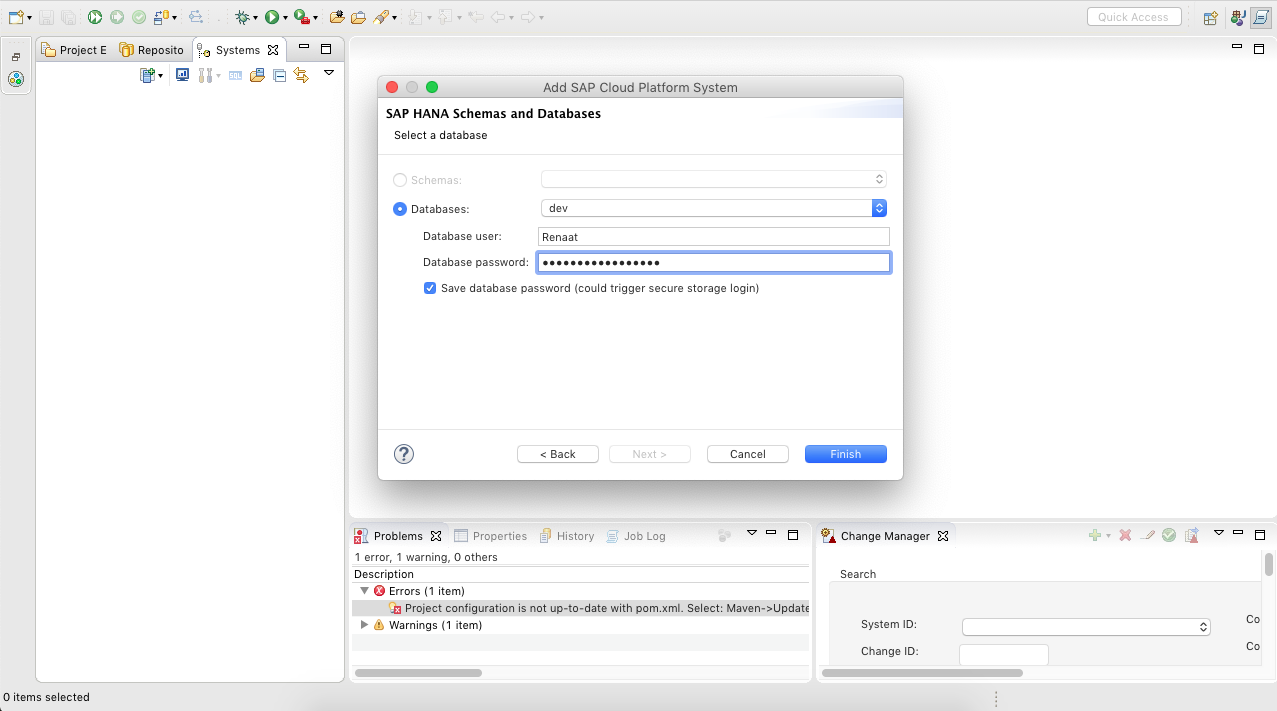 Quick Access
Project E
Reposito
Systems
SQL
Add SAP Cloud Platform System
SAP HANA Schemas and Databases
Select a database
Schemas:
Databases:
dev
Database user:
Renaat
Database password:
•••••••••••••••••
Save database password (could trigger secure storage login)
?
< Back
Next >
Cancel
Finish
Problems
Properties
History
Job Log
1 error, 1 warning, 0 others
Description
Errors (1 item)
Project configuration is not up-to-date with pom.xml. Select: Maven->Update
Warnings (1 item)
Change Manager
Search
System ID:
Co
Change ID:
Co
0 items selected